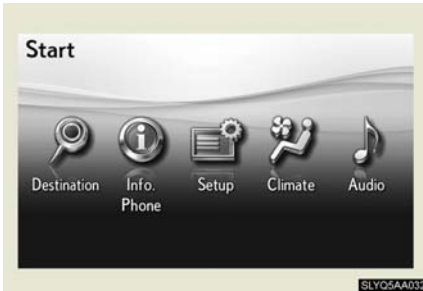 Start
Destination
Info.
Phone
Setup
Climate
Audio
SLYQ5AA032